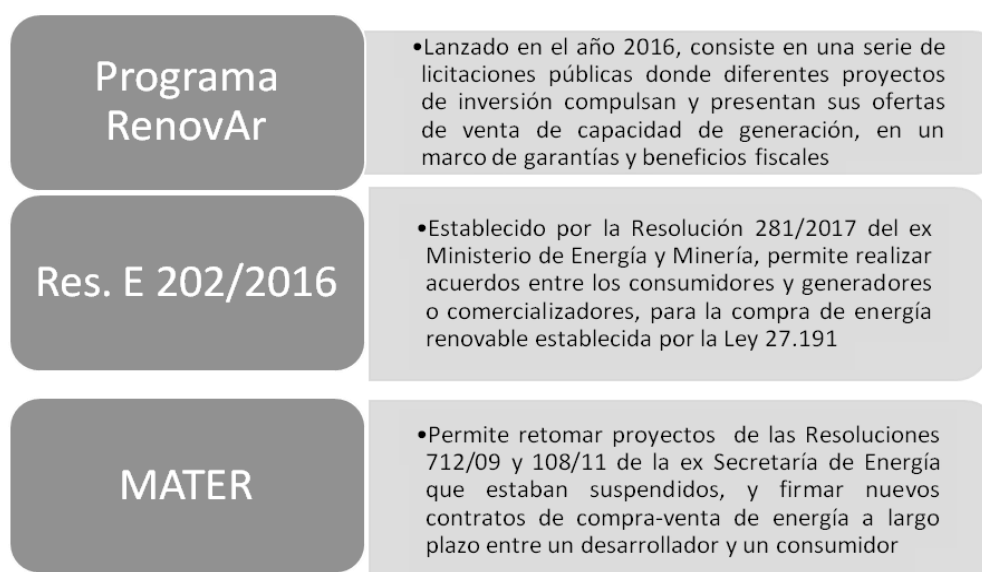 Programa
RenovAr
•Lanzado en el año 2016, consiste en una serie de
licitaciones públicas donde diferentes proyectos
de inversión compulsan y presentan sus ofertas
de venta de capacidad de generación, en un
marco de garantías y beneficios fiscales
Res. E 202/2016
•Establecido por la Resolución 281/2017 del ex
Ministerio de Energía y Minería, permite realizar
acuerdos entre los consumidores y generadores
o comercializadores, para la compra de energía
renovable establecida por la Ley 27.191
MATER
•Permite retomar proyectos de las Resoluciones
712/09 y 108/11 de la ex Secretaría de Energía
que estaban suspendidos, y firmar nuevos
contratos de compra-venta de energía a largo
plazo entre un desarrollador y un consumidor